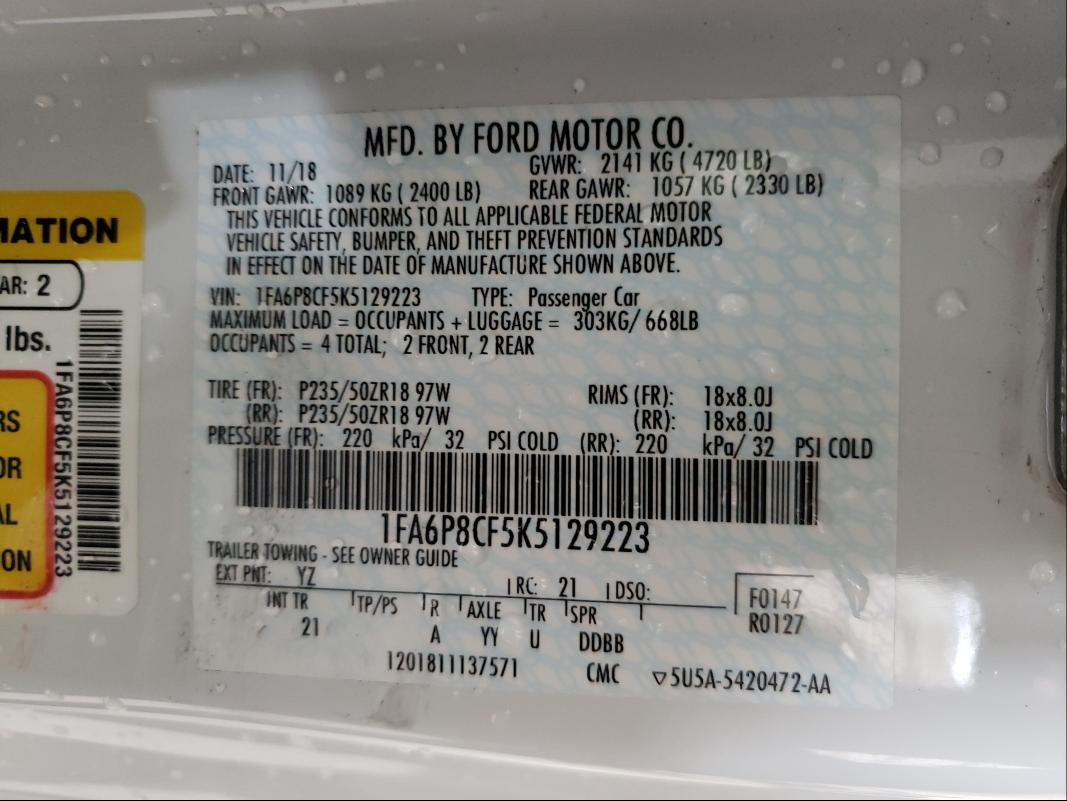 MFD. BY FORD MOTOR CO.
DATE: 11/18 GVWR: 2141 KG ( 4720 LB)
FRONT GAWR: 1089 KG ( 2400 LB) REAR GAWR: 1057 KG ( 2330 LB)
THIS VEHICLE CONFORMS TO ALL APPLICABLE FEDERAL MOTOR
VEHICLE SAFETY, BUMPER, AND THEFT PREVENTION STANDARDS
IN EFFECT ON THE DATE OF MANUFACTURE SHOWN ABOVE.
VIN: 1FA6P8CF5K5129223 TYPE: Passenger Car
MAXIMUM LOAD = OCCUPANTS + LUGGAGE = 303KG/ 668LB
OCCUPANTS = 4 TOTAL; 2 FRONT, 2 REAR
TIRE (FR): P235/50ZR18 97W RIMS (FR): 18x8.0J
(RR): P235/50ZR18 97W (RR): 18x8.0J
PRESSURE (FR): 220 kPa/ 32 PSI COLD (RR): 220 kPa/ 32 PSI COLD
1FA6P8CF5K5129223
TRAILER TOWING - SEE OWNER GUIDE
EXT PNT: YZ RC: 21 DSO: F0147
INT TR TP/PS R AXLE TR SPR R0127
21 A YY U DDBB
1201811137571 CMC ▽5U5A-5420472-AA
MATION
AR: 2
lbs.
1FA6P8CF5K5129223
RS
OR
AL
ON